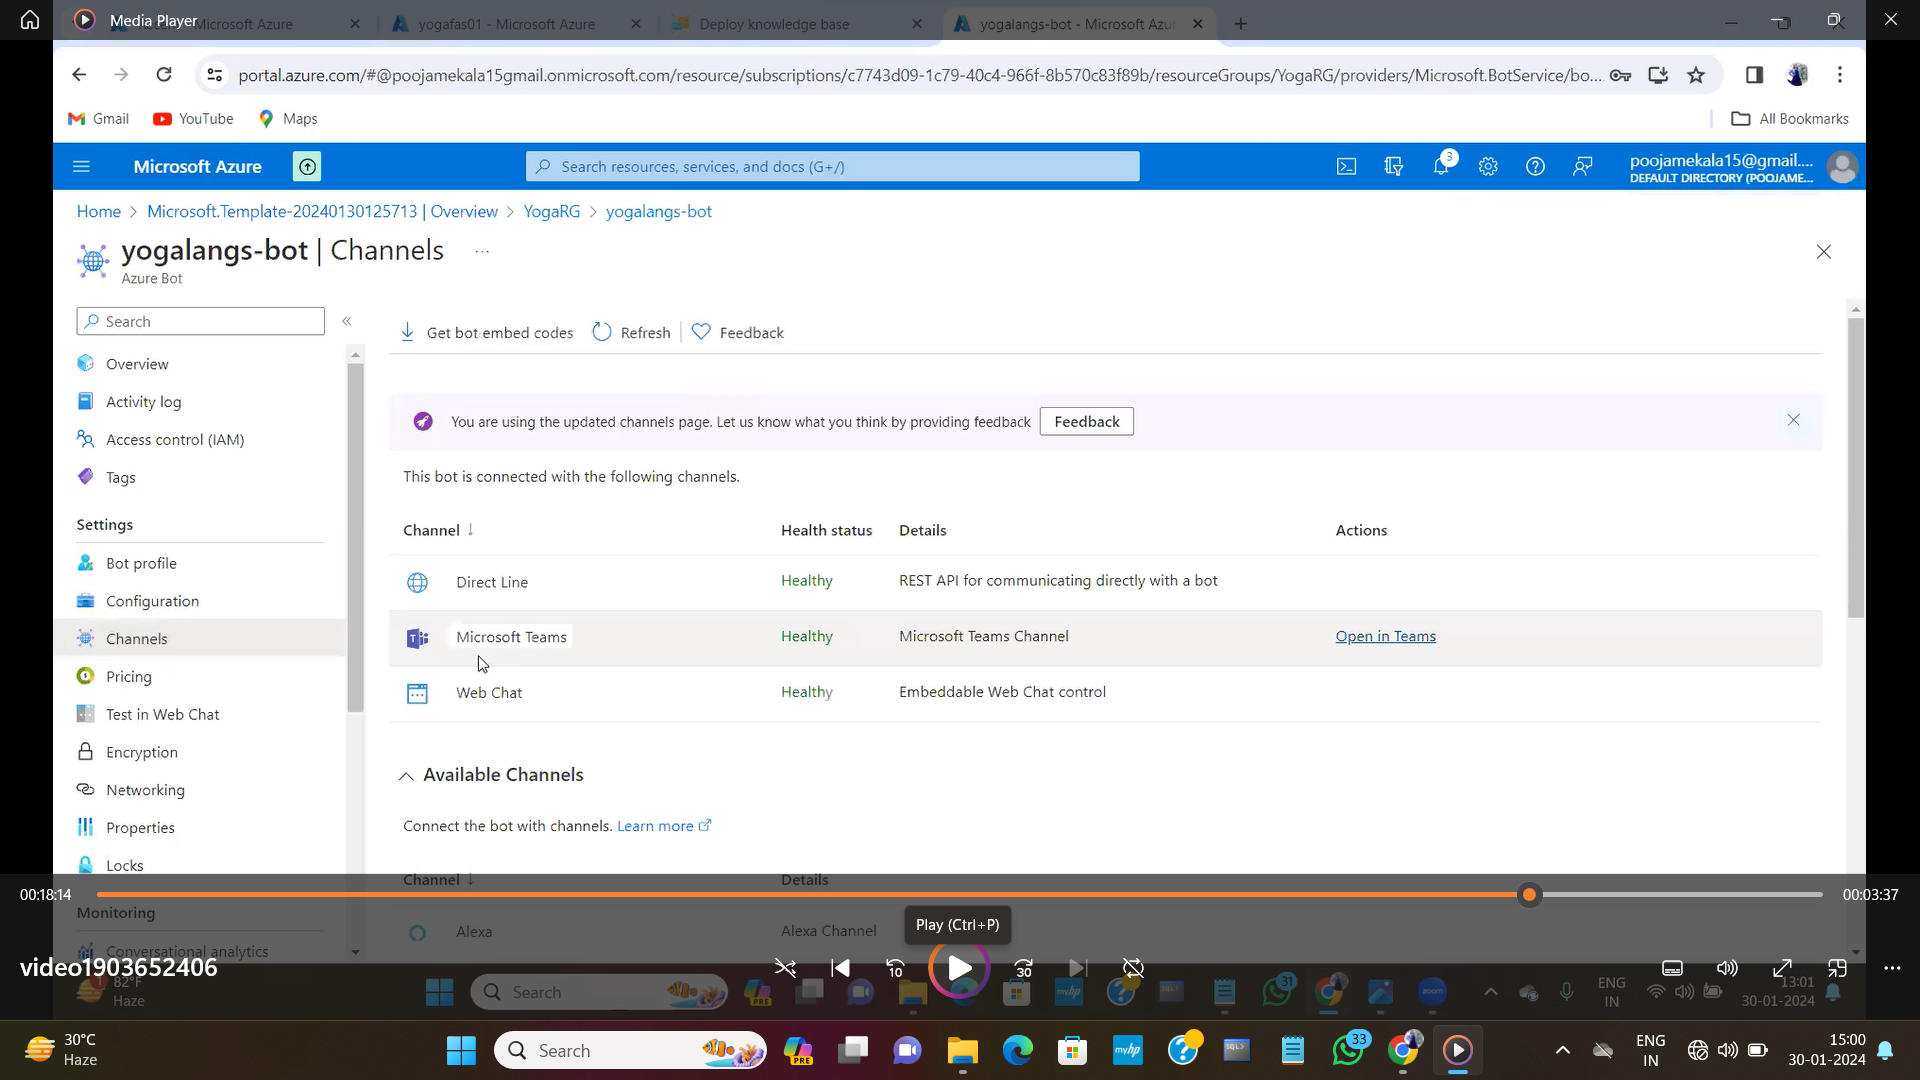 Media Player
Microsoft Azure
yogafas01 - Microsoft Azure
Deploy knowledge base
yogalangs-bot - Microsoft Azu
portal.azure.com/#@poojamekala15gmail.onmicrosoft.com/resource/subscriptions/c7743d09-1c79-40c4-966f-8b570c83f89b/resourceGroups/YogaRG/providers/Microsoft.BotService/bo...
Gmail YouTube Maps All Bookmarks
Microsoft Azure
Search resources, services, and docs (G+/)
3
poojamekala15@gmail....
DEFAULT DIRECTORY (POOJAME...
Home > Microsoft.Template-20240130125713 | Overview > YogaRG > yogalangs-bot
yogalangs-bot | Channels ...
Azure Bot
Search «
Overview
Activity log
Access control (IAM)
Tags
Settings
Bot profile
Configuration
Channels
Pricing
Test in Web Chat
Encryption
Networking
Properties
Locks
Monitoring
Conversational analytics
Get bot embed codes Refresh Feedback
You are using the updated channels page. Let us know what you think by providing feedback Feedback
This bot is connected with the following channels.
Channel ↓ Health status Details Actions
Direct Line Healthy REST API for communicating directly with a bot
Microsoft Teams Healthy Microsoft Teams Channel Open in Teams
Web Chat Healthy Embeddable Web Chat control
Available Channels
Connect the bot with channels. Learn more
Channel ↓ Details
Alexa Alexa Channel
00:18:14 00:03:37
Play (Ctrl+P)
video1903652406
10 30
82°F
Haze
Search
PRE
myhp
31
zoom
ENG
IN
13:01
30-01-2024
30°C
Haze
Search
PRE
myhp
SQL>
33
ENG
IN
15:00
30-01-2024